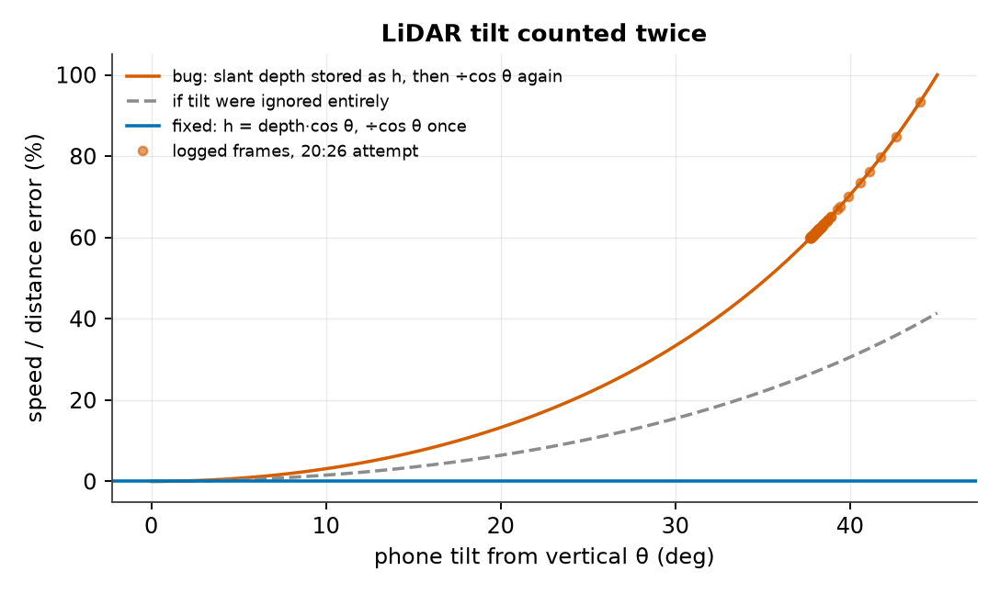 LiDAR tilt counted twice
bug: slant depth stored as h, then ÷cos θ again
if tilt were ignored entirely
fixed: h = depth·cos θ, ÷cos θ once
logged frames, 20:26 attempt
speed / distance error (%)
100
80
60
40
20
0
0 10 20 30 40
phone tilt from vertical θ (deg)